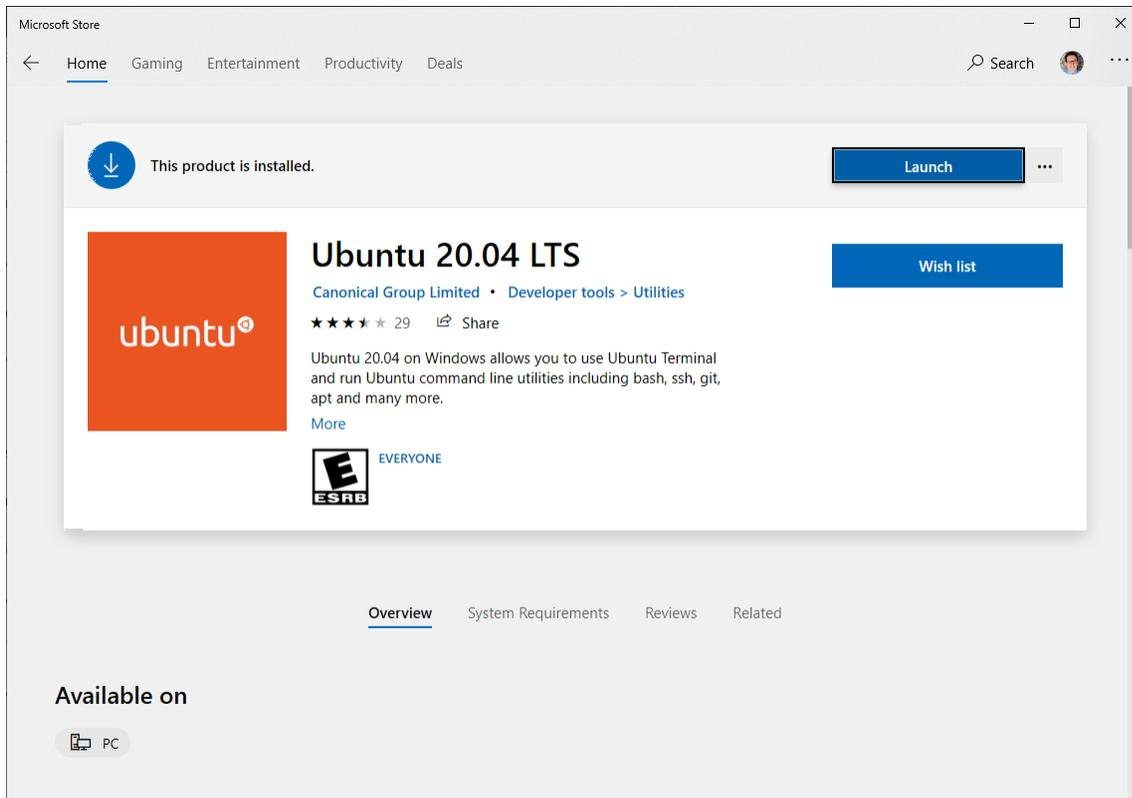 Microsoft Store
Home Gaming Entertainment Productivity Deals Search
This product is installed. Launch
ubuntu
Ubuntu 20.04 LTS
Wish list
Canonical Group Limited • Developer tools > Utilities
29 Share
Ubuntu 20.04 on Windows allows you to use Ubuntu Terminal
and run Ubuntu command line utilities including bash, ssh, git,
apt and many more.
More
E EVERYONE
ESRB
Overview System Requirements Reviews Related
Available on
PC